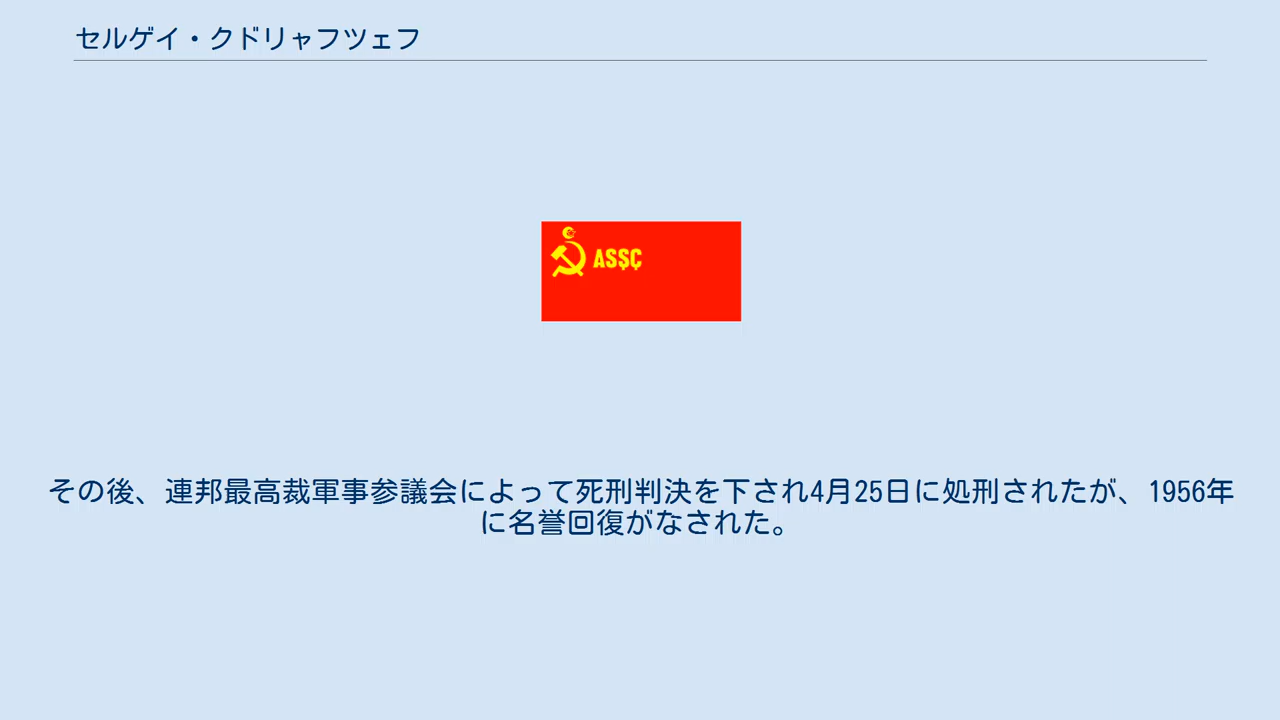 セルゲイ・クドリャフツェフ
ASSC
その後、連邦最高裁軍事参議会によって死刑判決を下され4月25日に処刑されたが、1956年
に名誉回復がなされた。